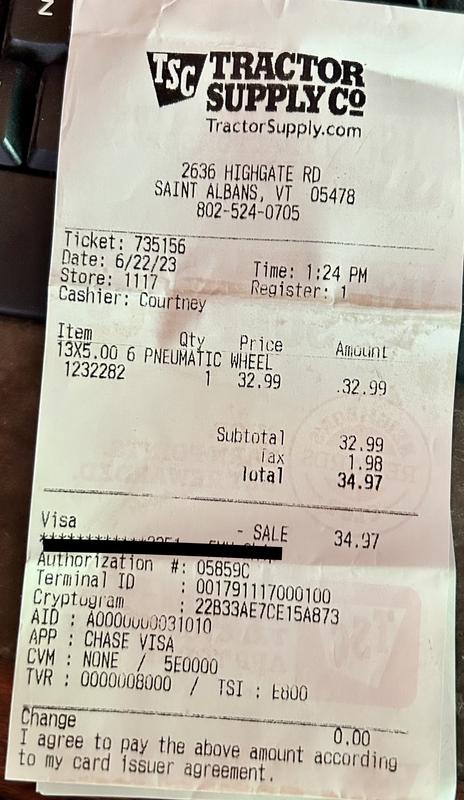 N
TSC TRACTOR
SUPPLY CO
TractorSupply.com
2636 HIGHGATE RD
SAINT ALBANS, VT 05478
802-524-0705
Ticket: 735156
Date: 6/22/23 Time: 1:24 PM
Store: 1117 Register: 1
Cashier: Courtney
Item Qty Price Amount
13X5.00 6 PNEUMATIC WHEEL
1232282 1 32.99 32.99
Subtotal 32.99
Tax 1.98
Total 34.97
Visa - SALE 34.97
Authorization #: 05859C
Terminal ID : 001791117000100
Cryptogram : 22B33AE7CE15A873
AID : A0000000031010
APP : CHASE VISA
CVM : NONE / 5E0000
TVR : 0000008000 / TSI : E800
Change 0.00
I agree to pay the above amount according
to my card issuer agreement.